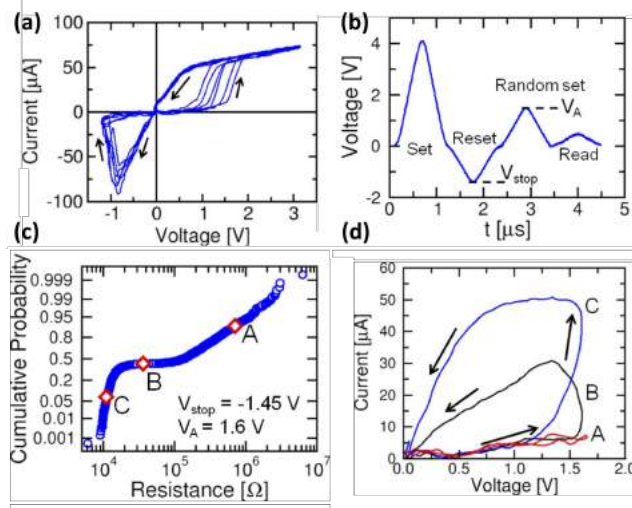 (a)
100
50
0
-50
-100
Current [μA]
-1 0 1 2 3
Voltage [V]
(b)
4
2
0
-2
Voltage [V]
Set
Reset
Random set
V_A
Read
V_stop
0 1 2 3 4 5
t [μs]
(c)
0.999
0.99
0.95
0.8
0.5
0.2
0.05
0.01
0.001
Cumulative Probability
A
B
C
V_stop = -1.45 V
V_A = 1.6 V
10^4 10^5 10^6 10^7
Resistance [Ω]
(d)
60
50
40
30
20
10
0
Current [μA]
C
B
A
0.0 0.5 1.0 1.5 2.0
Voltage [V]